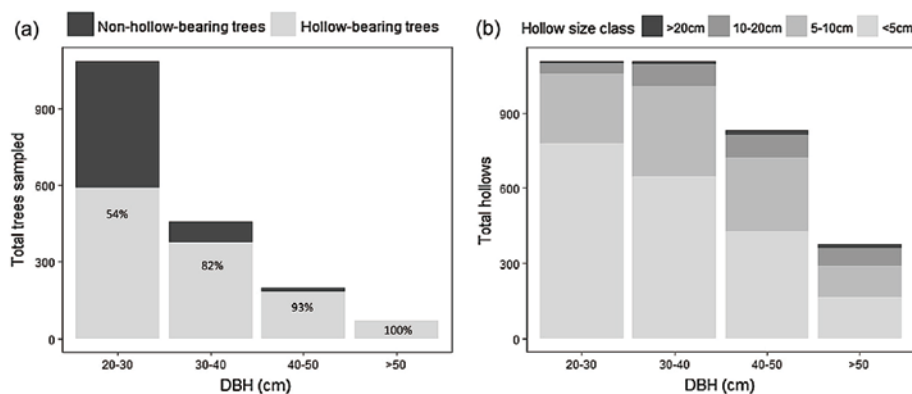 (a)
Non-hollow-bearing trees
Hollow-bearing trees
Total trees sampled
900
600
300
0
54%
82%
93%
100%
20-30
30-40
40-50
>50
DBH (cm)
(b)
Hollow size class
>20cm
10-20cm
5-10cm
<5cm
Total hollows
900
600
300
0
20-30
30-40
40-50
>50
DBH (cm)